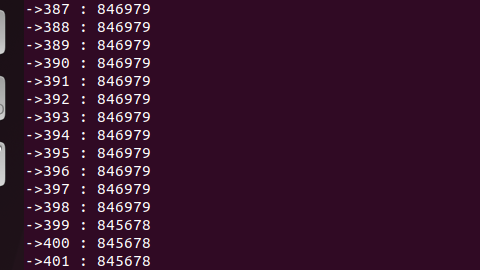 ->387 : 846979
->388 : 846979
->389 : 846979
->390 : 846979
->391 : 846979
->392 : 846979
->393 : 846979
->394 : 846979
->395 : 846979
->396 : 846979
->397 : 846979
->398 : 846979
->399 : 845678
->400 : 845678
->401 : 845678